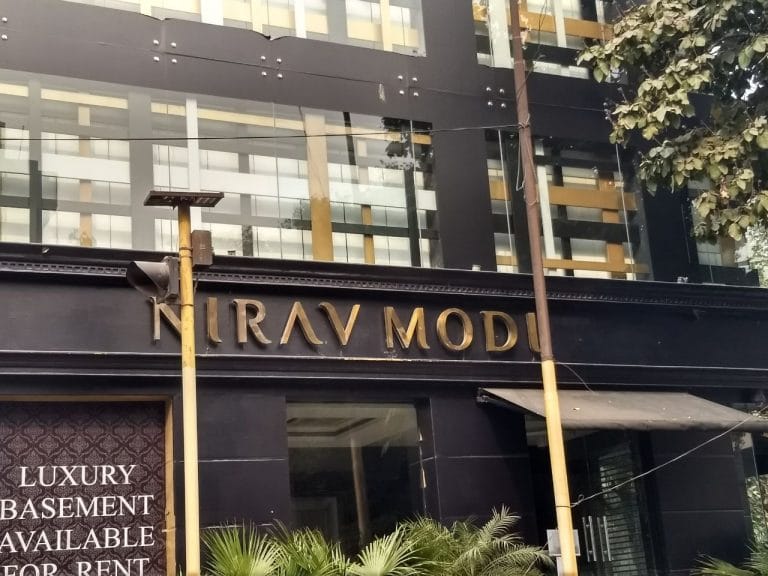 NIRAV MODI
LUXURY
BASEMENT
AVAILABLE
FOR RENT